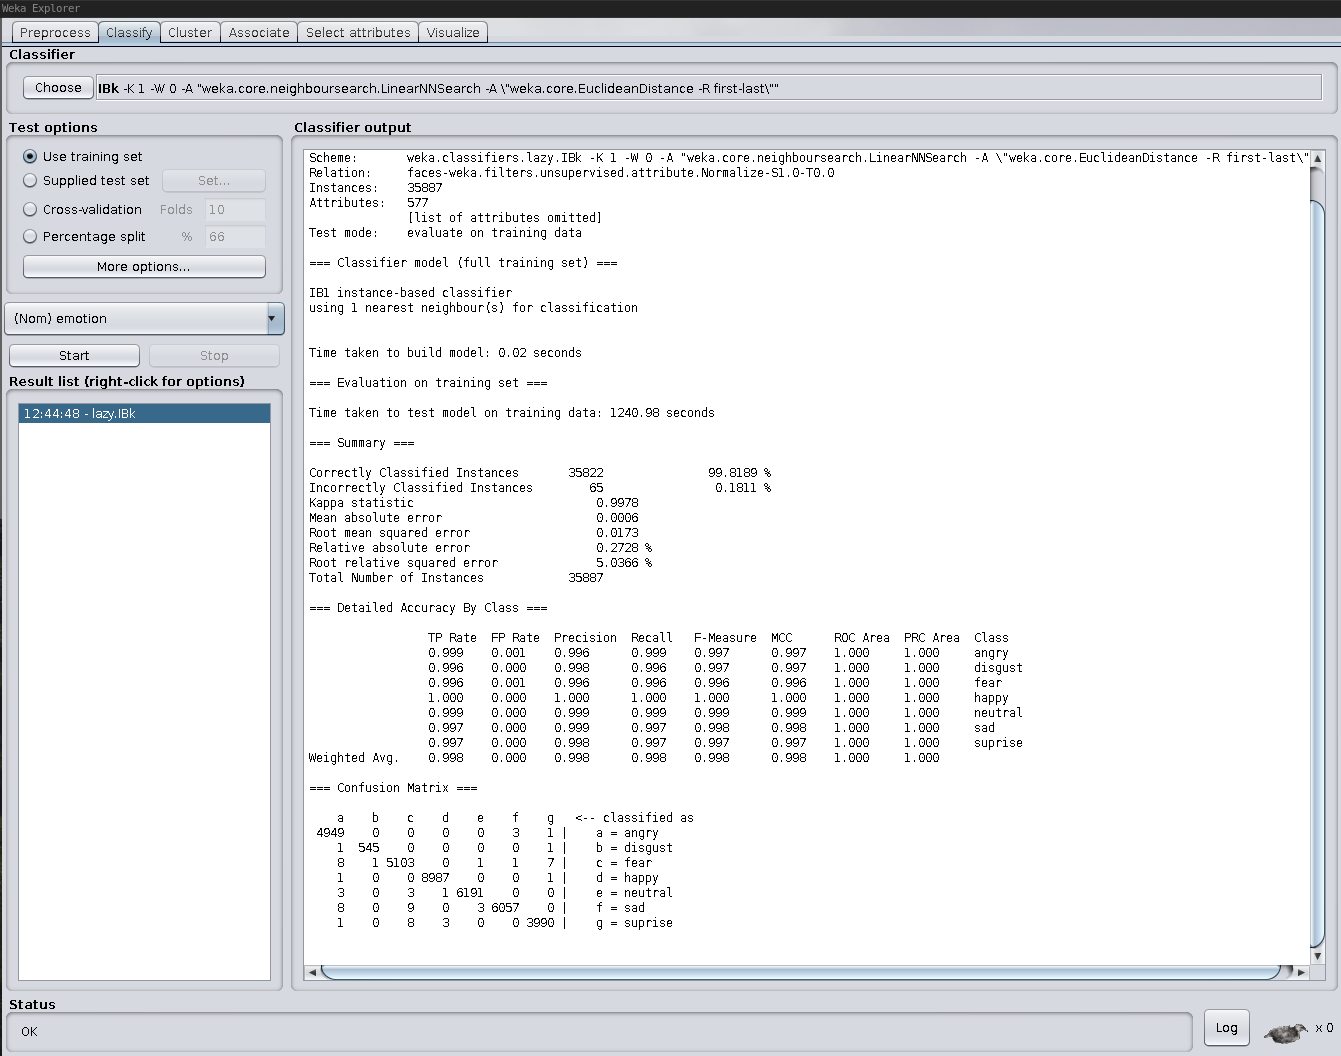 Weka Explorer
Preprocess Classify Cluster Associate Select attributes Visualize
Classifier
Choose IBk -K 1 -W 0 -A "weka.core.neighboursearch.LinearNNSearch -A \"weka.core.EuclideanDistance -R first-last\""
Test options
Use training set
Supplied test set Set...
Cross-validation Folds 10
Percentage split % 66
More options...
(Nom) emotion
Start Stop
Result list (right-click for options)
12:44:48 - lazy.IBk
Classifier output
Scheme: weka.classifiers.lazy.IBk -K 1 -W 0 -A "weka.core.neighboursearch.LinearNNSearch -A \"weka.core.EuclideanDistance -R first-last\"
Relation: faces-weka.filters.unsupervised.attribute.Normalize-S1.0-T0.0
Instances: 35887
Attributes: 577
[list of attributes omitted]
Test mode: evaluate on training data
=== Classifier model (full training set) ===
IB1 instance-based classifier
using 1 nearest neighbour(s) for classification
Time taken to build model: 0.02 seconds
=== Evaluation on training set ===
Time taken to test model on training data: 1240.98 seconds
=== Summary ===
Correctly Classified Instances 35822 99.8189 %
Incorrectly Classified Instances 65 0.1811 %
Kappa statistic 0.9978
Mean absolute error 0.0006
Root mean squared error 0.0173
Relative absolute error 0.2728 %
Root relative squared error 5.0366 %
Total Number of Instances 35887
=== Detailed Accuracy By Class ===
TP Rate FP Rate Precision Recall F-Measure MCC ROC Area PRC Area Class
0.999 0.001 0.996 0.999 0.997 0.997 1.000 1.000 angry
0.996 0.000 0.998 0.996 0.997 0.997 1.000 1.000 disgust
0.996 0.001 0.996 0.996 0.996 0.996 1.000 1.000 fear
1.000 0.000 1.000 1.000 1.000 1.000 1.000 1.000 happy
0.999 0.000 0.999 0.999 0.999 0.999 1.000 1.000 neutral
0.997 0.000 0.999 0.997 0.998 0.998 1.000 1.000 sad
0.997 0.000 0.998 0.997 0.997 0.997 1.000 1.000 suprise
Weighted Avg. 0.998 0.000 0.998 0.998 0.998 0.998 1.000 1.000
=== Confusion Matrix ===
a b c d e f g <-- classified as
4949 0 0 0 0 3 1 | a = angry
1 545 0 0 0 0 1 | b = disgust
8 1 5103 0 1 1 7 | c = fear
1 0 0 8987 0 0 1 | d = happy
3 0 3 1 6191 0 0 | e = neutral
8 0 9 0 3 6057 0 | f = sad
1 0 8 3 0 0 3990 | g = suprise
Status
OK
Log x 0